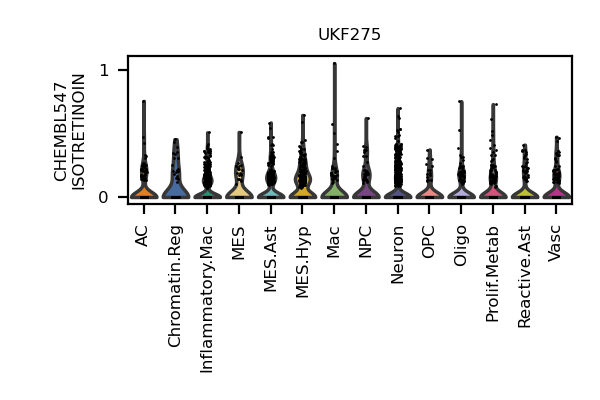 UKF275
CHEMBL547
ISOTRETINOIN
1
0
AC
Chromatin.Reg
Inflammatory.Mac
MES
MES.Ast
MES.Hyp
Mac
NPC
Neuron
OPC
Oligo
Prolif.Metab
Reactive.Ast
Vasc